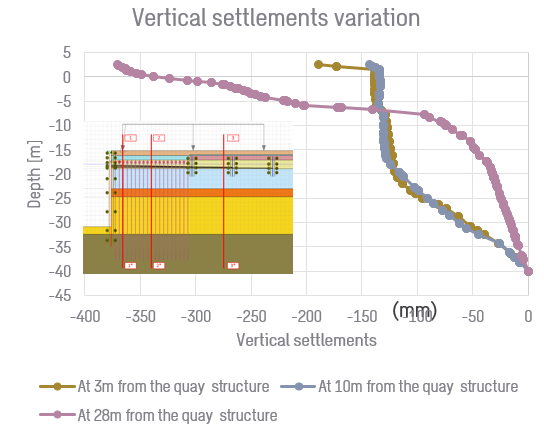 Vertical settlements variation
5
0
-5
-10
-15
-20
-25
-30
-35
-40
-45
Depth [m]
-400 -350 -300 -250 -200 -150 -100 -50 0
(mm)
Vertical settlements
At 3m from the quay structure
At 10m from the quay structure
At 28m from the quay structure